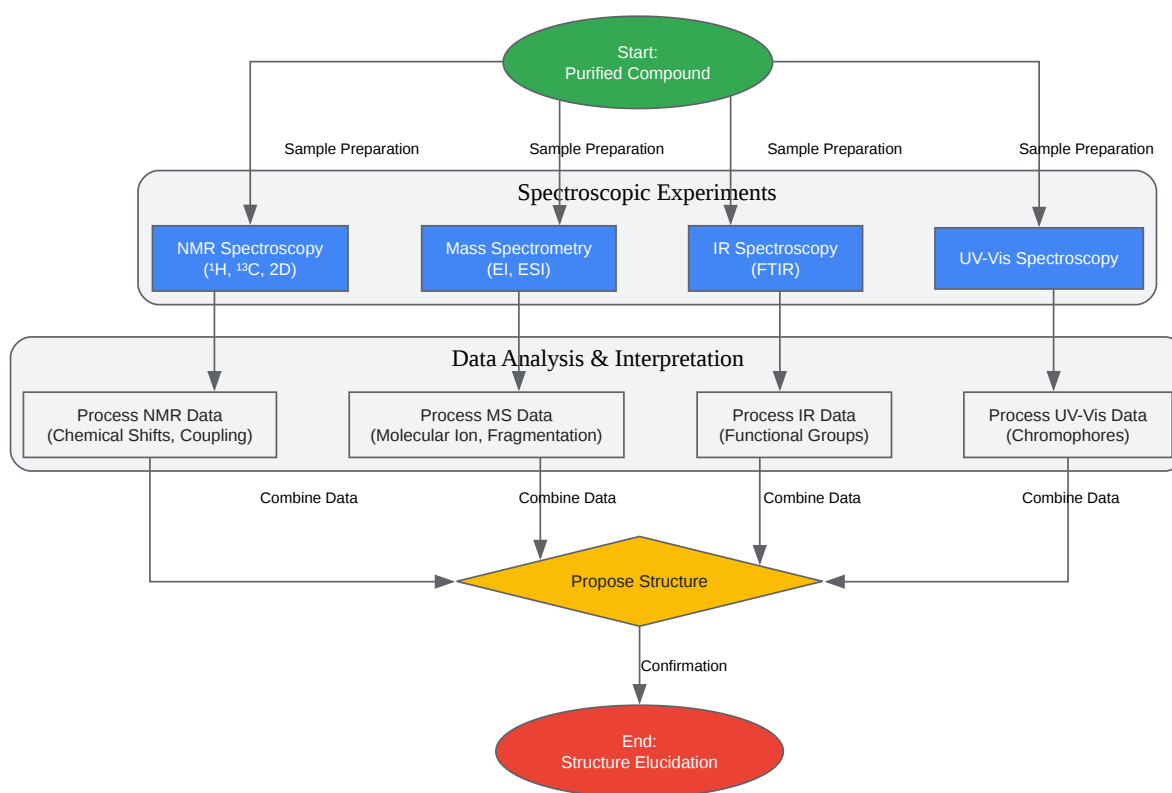 Start:
Purified Compound
Sample Preparation
Sample Preparation
Sample Preparation
Sample Preparation
Spectroscopic Experiments
NMR Spectroscopy
(¹H, ¹³C, 2D)
Mass Spectrometry
(EI, ESI)
IR Spectroscopy
(FTIR)
UV-Vis Spectroscopy
Data Analysis & Interpretation
Process NMR Data
(Chemical Shifts, Coupling)
Process MS Data
(Molecular Ion, Fragmentation)
Process IR Data
(Functional Groups)
Process UV-Vis Data
(Chromophores)
Combine Data
Combine Data
Combine Data
Combine Data
Propose Structure
Confirmation
End:
Structure Elucidation